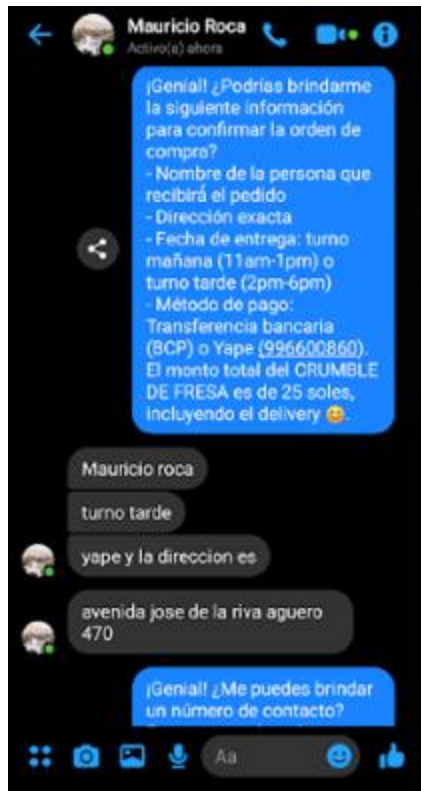 Mauricio Roca
Activo(a) ahora
¡Genial! ¿Podrías brindarme
la siguiente información
para confirmar la orden de
compra?
- Nombre de la persona que
recibirá el pedido
- Dirección exacta
- Fecha de entrega: turno
mañana (11am-1pm) o
turno tarde (2pm-6pm)
- Método de pago:
Transferencia bancaria
(BCP) o Yape (996600860).
El monto total del CRUMBLE
DE FRESA es de 25 soles,
incluyendo el delivery 😄.
Mauricio roca
turno tarde
yape y la direccion es
avenida jose de la riva aguero
470
¡Genial! ¿Me puedes brindar
un número de contacto?
Aa